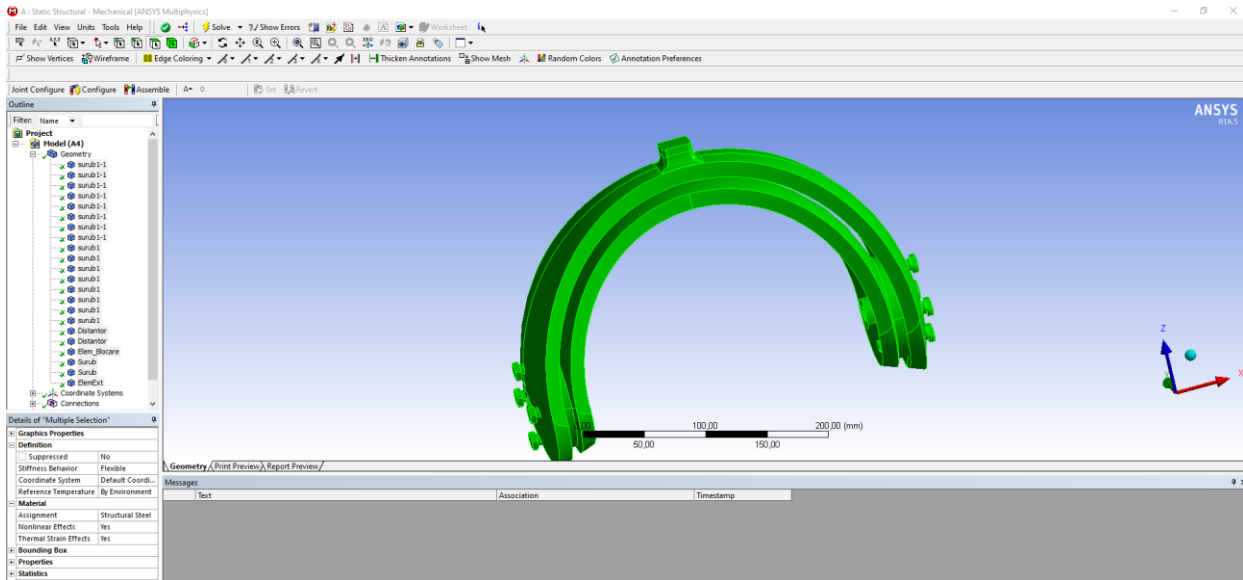 A : Static Structural - Mechanical [ANSYS Multiphysics]
File Edit View Units Tools Help Solve ?/ Show Errors Worksheet
Show Vertices Wireframe Edge Coloring Thicken Annotations Show Mesh Random Colors Annotation Preferences
Joint Configure Configure Assemble Δ= 0 Set Revert
Outline
Filter: Name
Project
Model (A4)
Geometry
surub1-1
surub1-1
surub1-1
surub1-1
surub1-1
surub1-1
surub1-1
surub1-1
surub1
surub1
surub1
surub1
surub1
surub1
surub1
surub1
Distantor
Distantor
Elem_Blocare
Surub
Surub
ElemExt
Coordinate Systems
Connections
Details of "Multiple Selection"
Graphics Properties
Definition
Suppressed No
Stiffness Behavior Flexible
Coordinate System Default Coordi...
Reference Temperature By Environment
Material
Assignment Structural Steel
Nonlinear Effects Yes
Thermal Strain Effects Yes
Bounding Box
Properties
Statistics
ANSYS
R16.5
Z
X
100,00 200,00 (mm)
50,00 150,00
Geometry Print Preview Report Preview
Messages
Text Association Timestamp